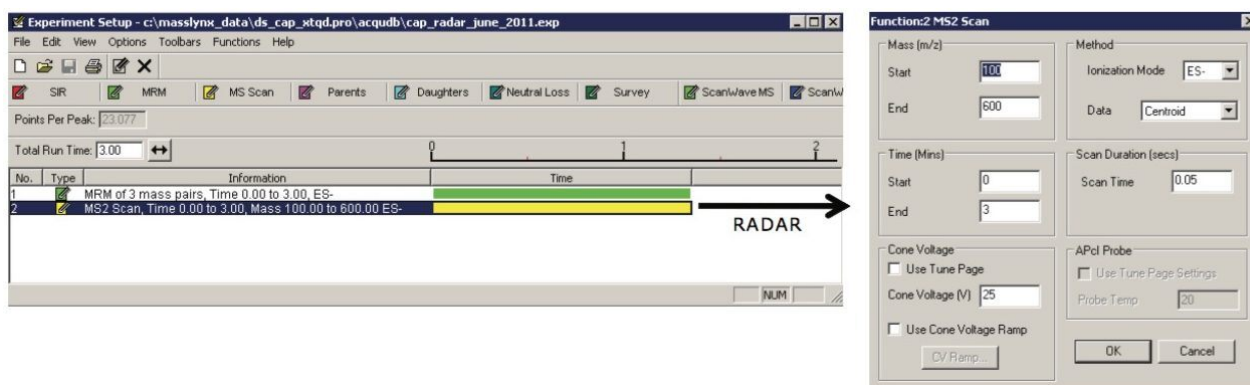 Experiment Setup - c:\masslynx_data\ds_cap_xtqd.pro\acqudb\cap_radar_june_2011.exp
File Edit View Options Toolbars Functions Help
SIR MRM MS Scan Parents Daughters Neutral Loss Survey ScanWave MS ScanW
Points Per Peak: 23.077
Total Run Time: 3.00
0 1 2
No. Type Information Time
1 MRM of 3 mass pairs, Time 0.00 to 3.00, ES-
2 MS2 Scan, Time 0.00 to 3.00, Mass 100.00 to 600.00 ES-
NUM
RADAR
Function:2 MS2 Scan
Mass (m/z)
Start 100
End 600
Method
Ionization Mode ES-
Data Centroid
Time (Mins)
Start 0
End 3
Scan Duration (secs)
Scan Time 0.05
Cone Voltage
Use Tune Page
Cone Voltage (V) 25
Use Cone Voltage Ramp
CV Ramp...
APcI Probe
Use Tune Page Settings
Probe Temp 20
OK Cancel